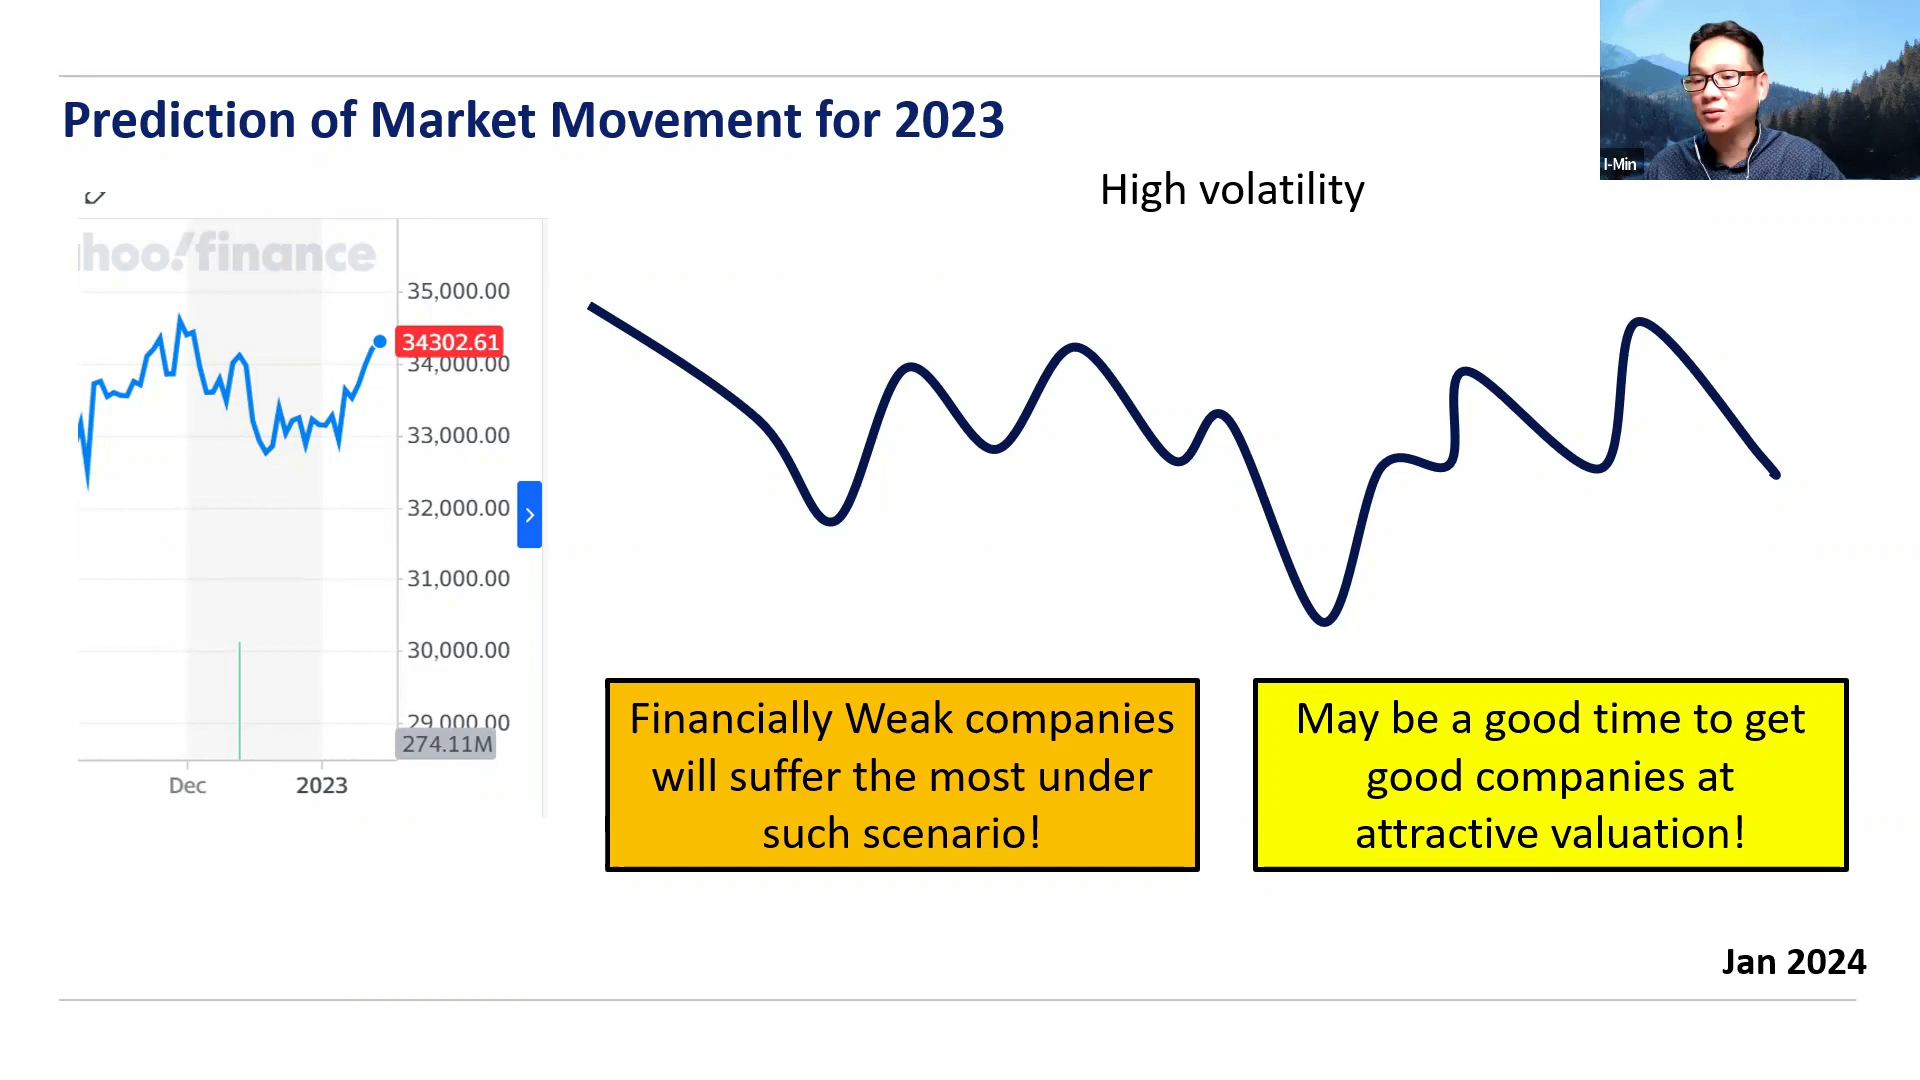 Prediction of Market Movement for 2023
I-Min
High volatility
hoo!finance
35,000.00
34302.61
34,000.00
33,000.00
32,000.00
31,000.00
30,000.00
29,000.00
274.11M
Dec
2023
Financially Weak companies
will suffer the most under
such scenario!
May be a good time to get
good companies at
attractive valuation!
Jan 2024